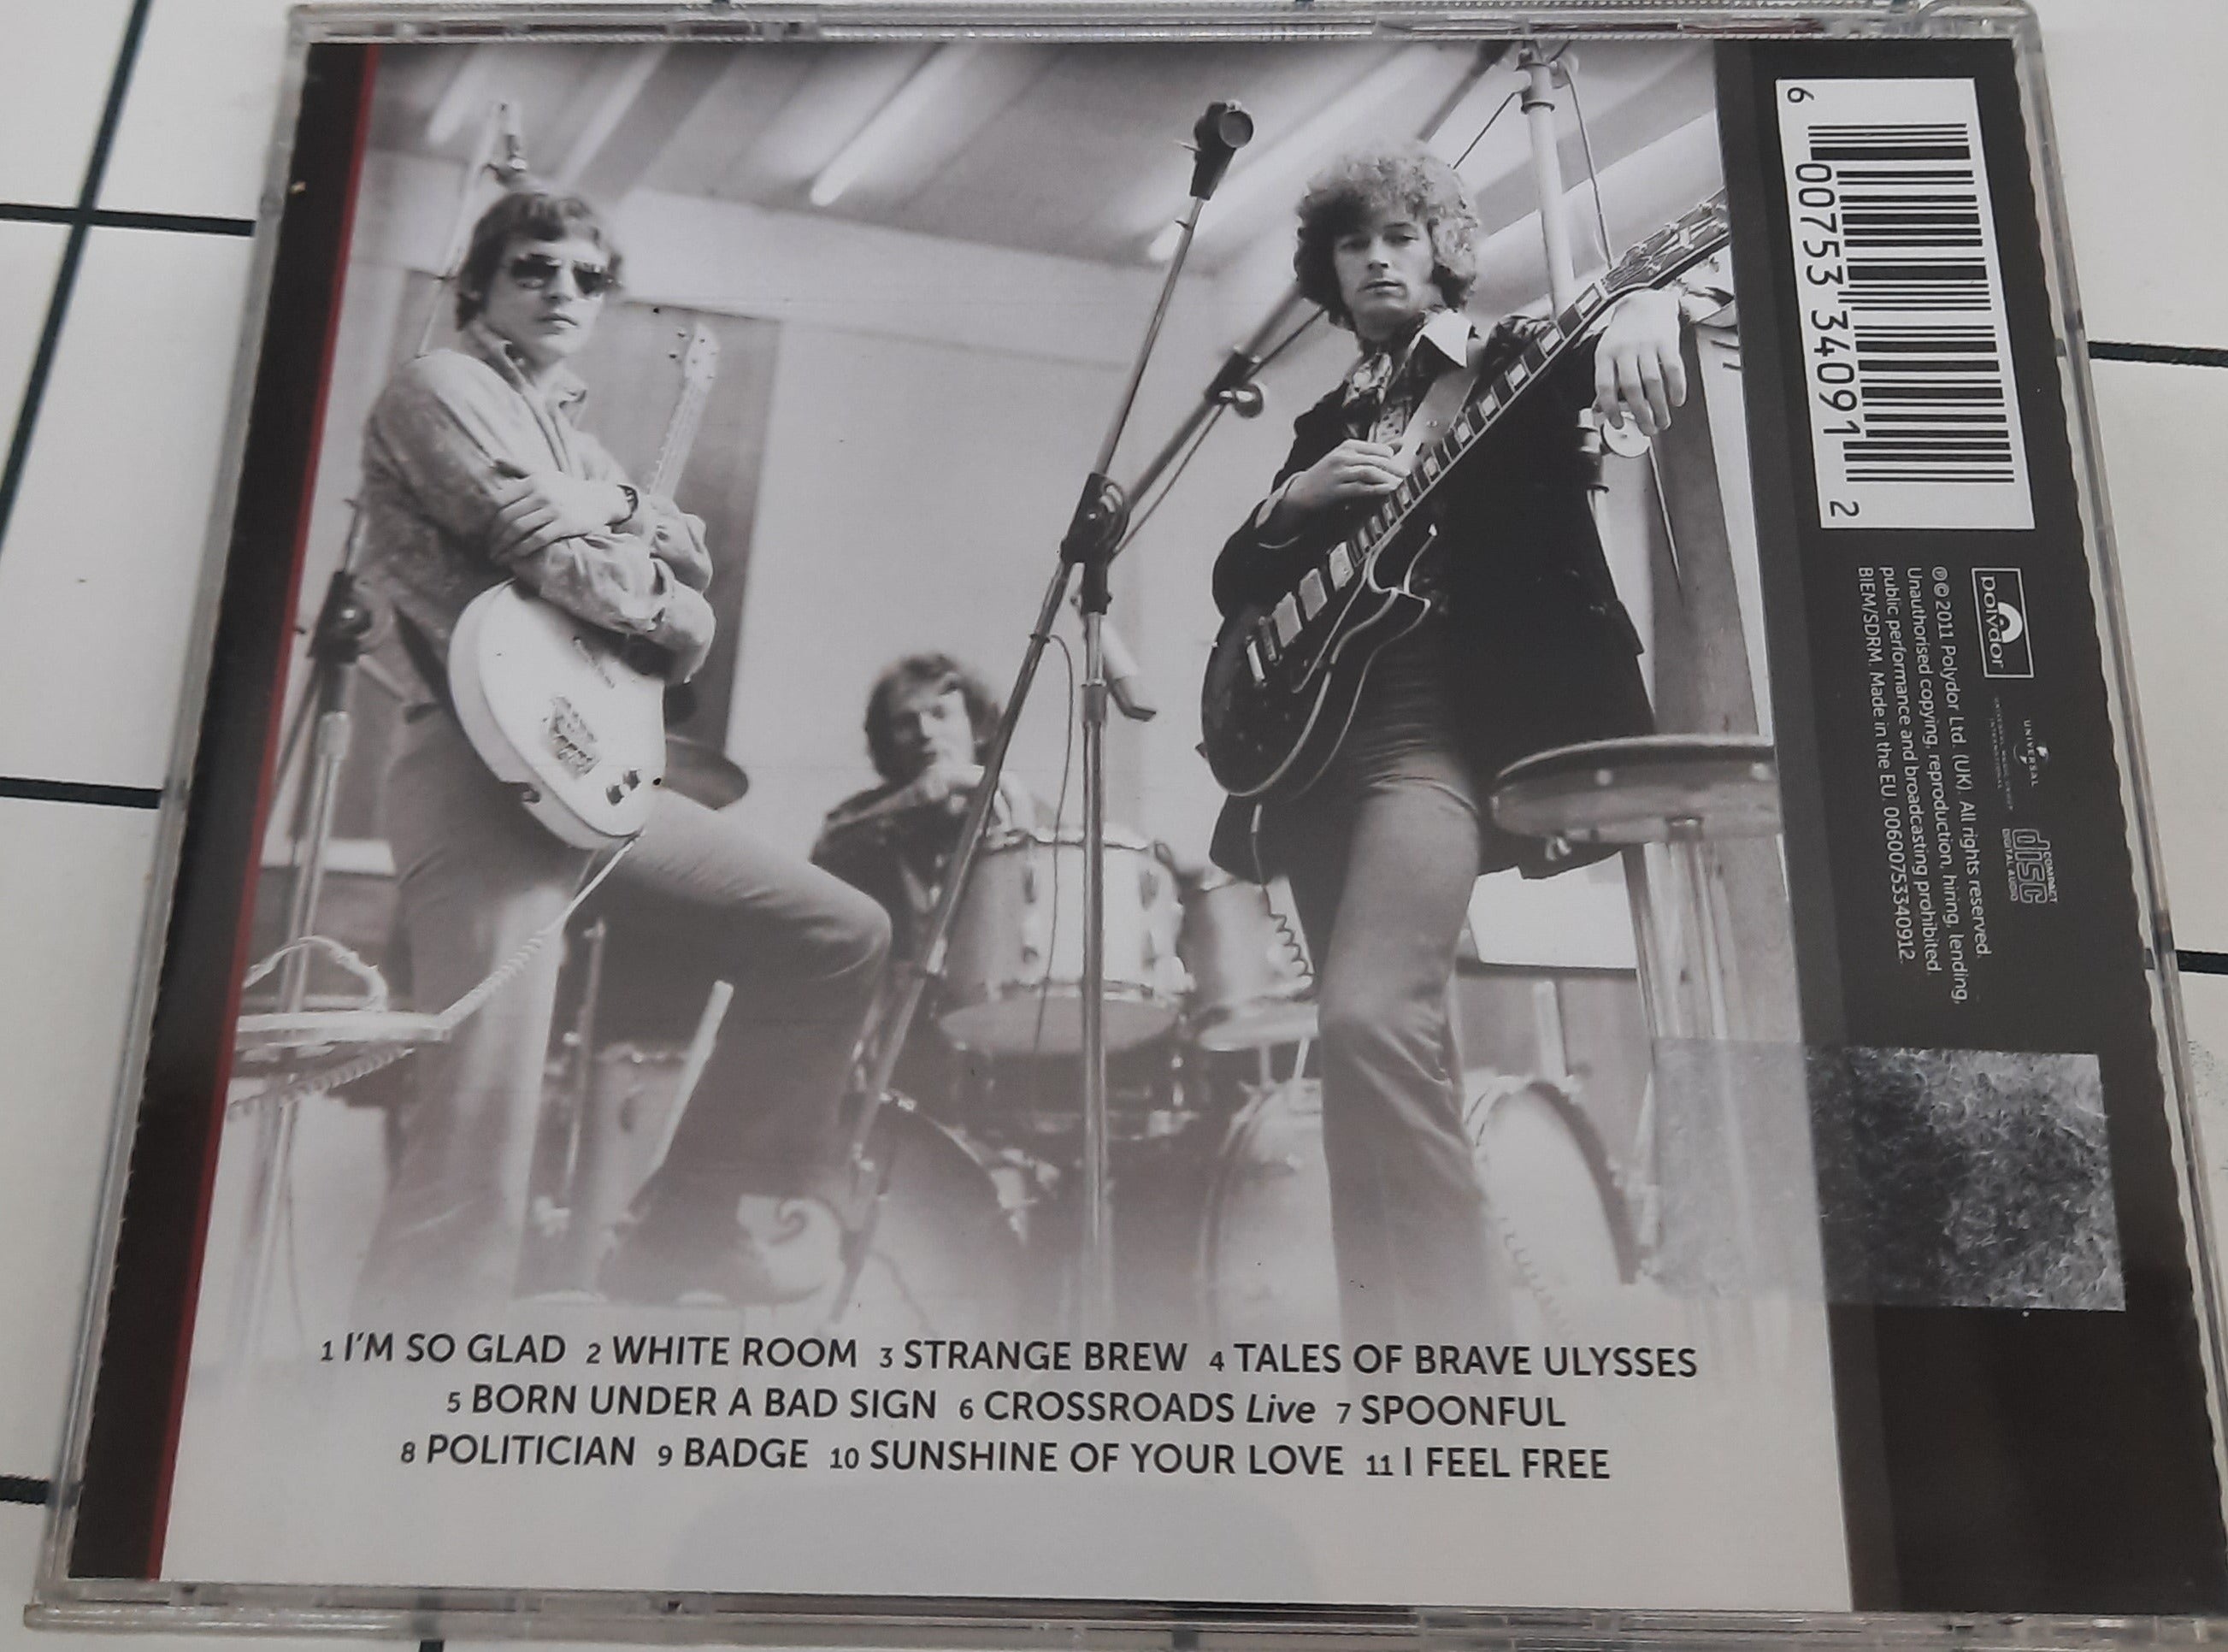 1 I'M SO GLAD 2 WHITE ROOM 3 STRANGE BREW 4 TALES OF BRAVE ULYSSES
5 BORN UNDER A BAD SIGN 6 CROSSROADS Live 7 SPOONFUL
8 POLITICIAN 9 BADGE 10 SUNSHINE OF YOUR LOVE 11 I FEEL FREE
6 00753 34091 2
polydor
UNIVERSAL
COMPACT
disc
DIGITAL AUDIO
℗© 2011 Polydor Ltd. (UK). All rights reserved.
Unauthorised copying, reproduction, hiring, lending,
public performance and broadcasting prohibited.
BIEM/SDRM. Made in the EU. 00600753340912.